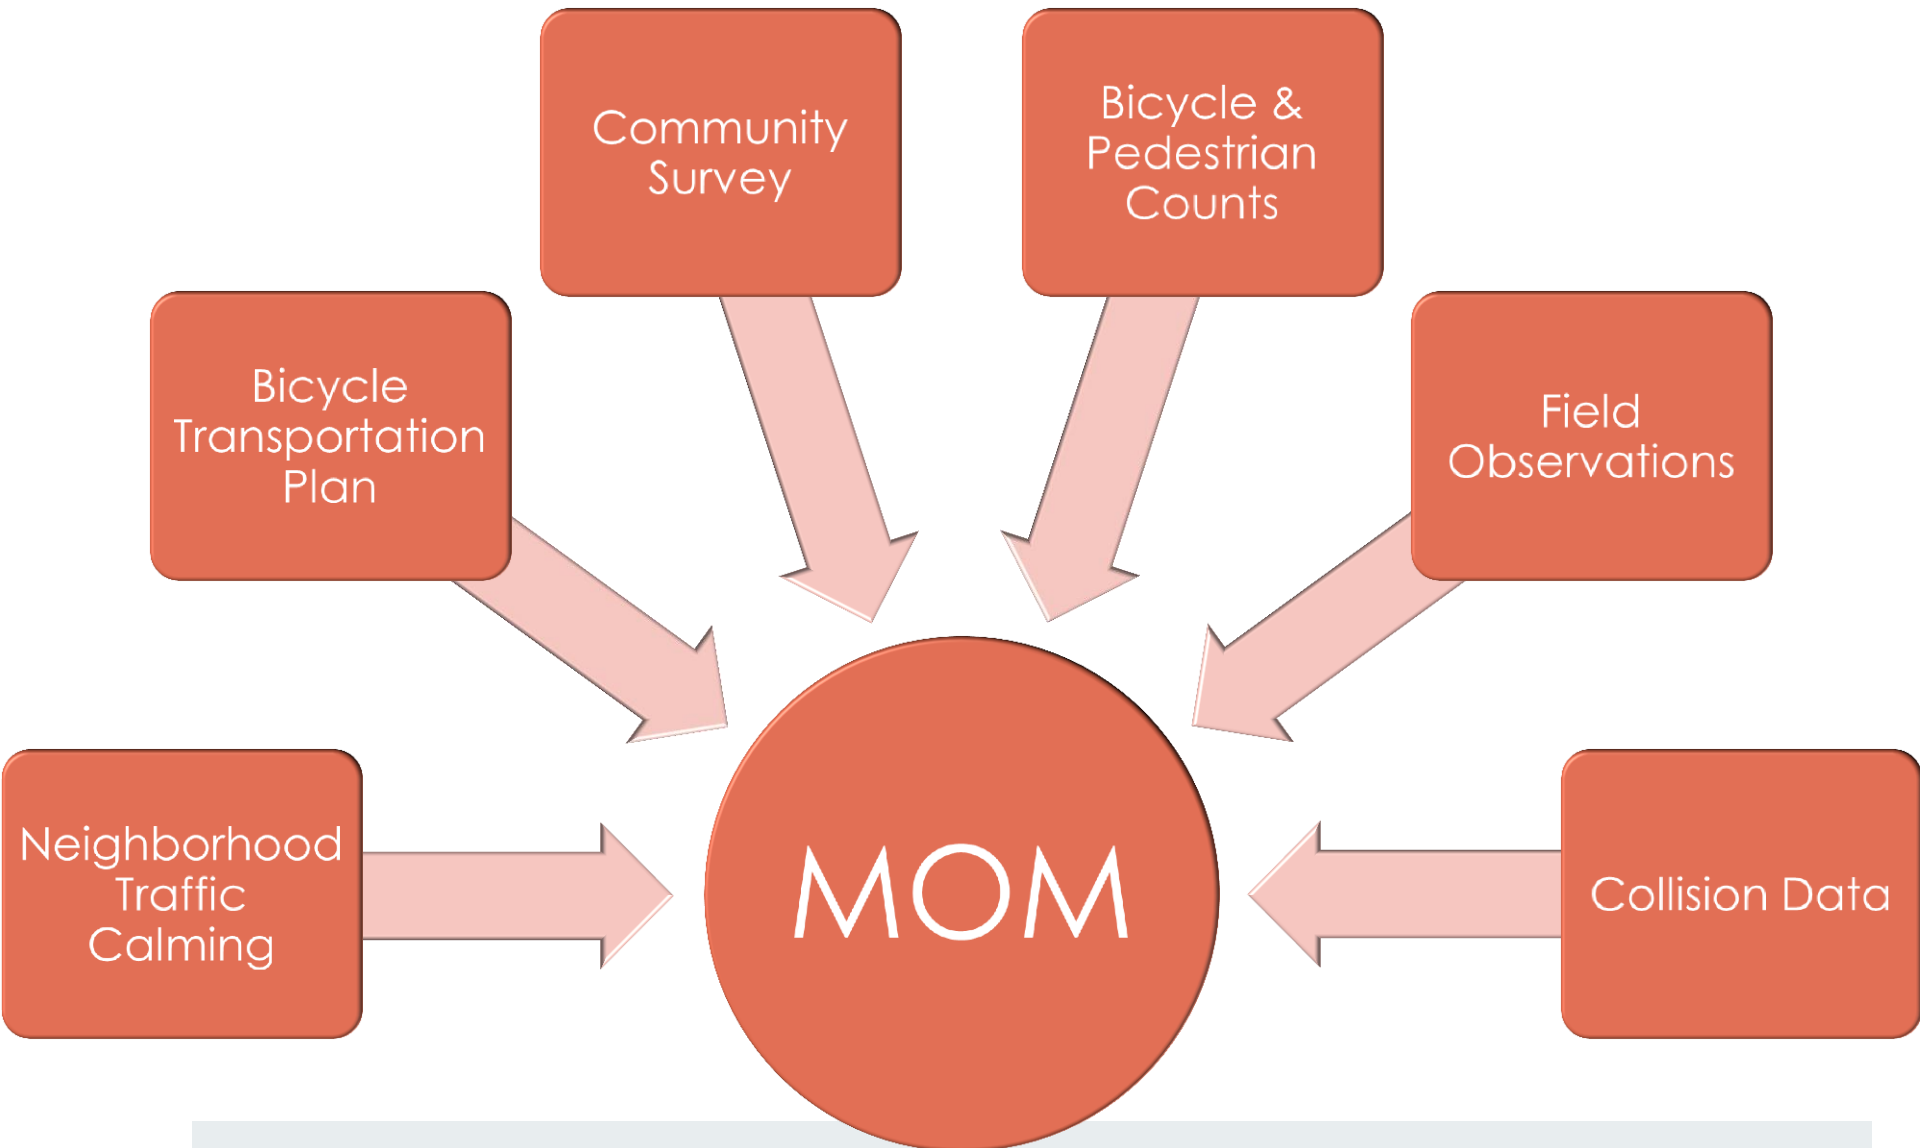 Community
Survey
Bicycle &
Pedestrian
Counts
Bicycle
Transportation
Plan
Field
Observations
Neighborhood
Traffic
Calming
MOM
Collision Data